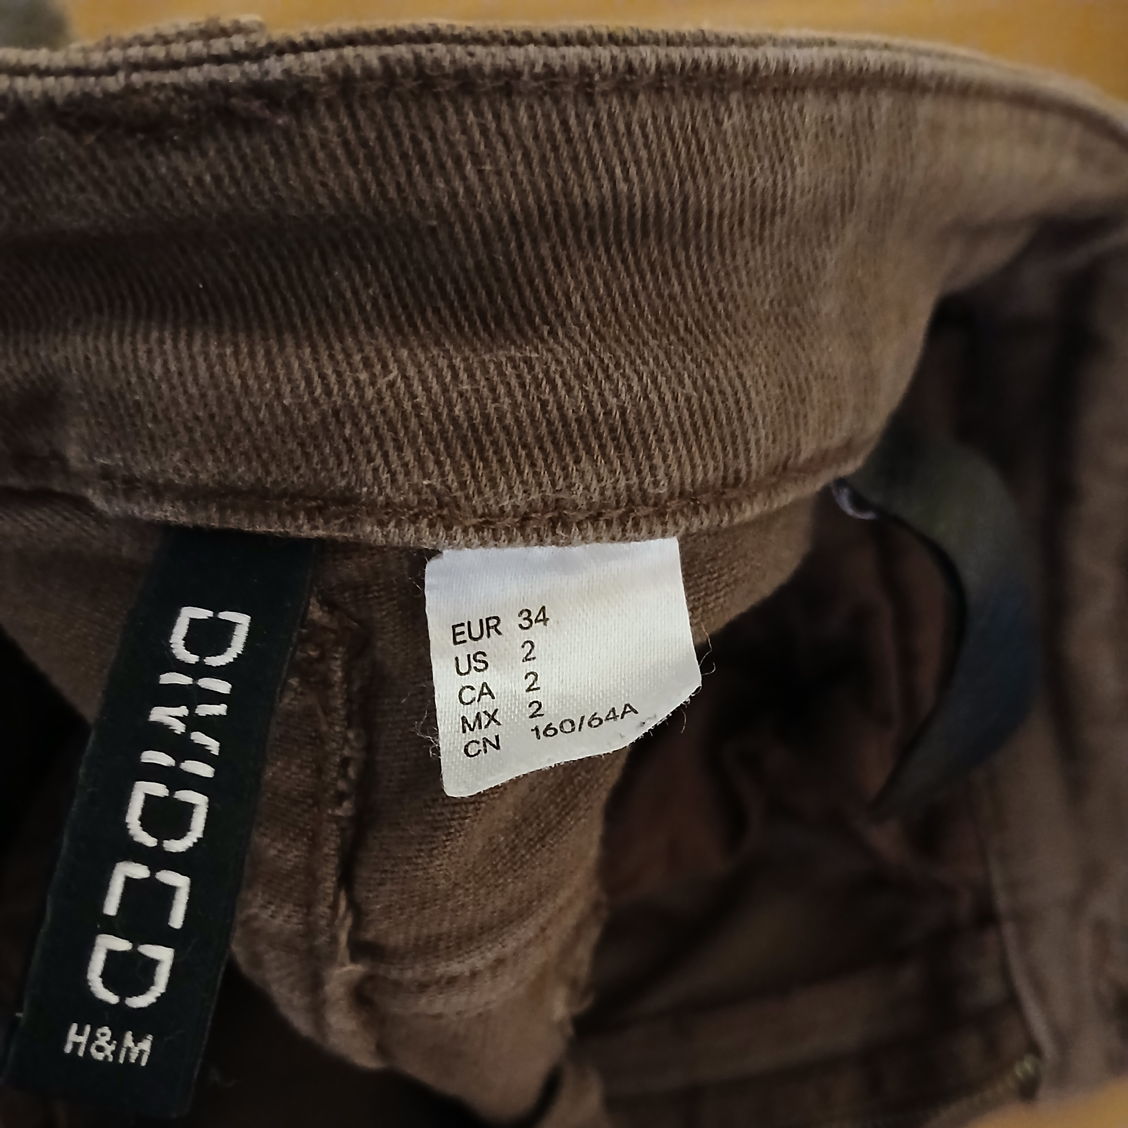 DIVIDED
H&M
EUR 34
US 2
CA 2
MX 2
CN 160/64A